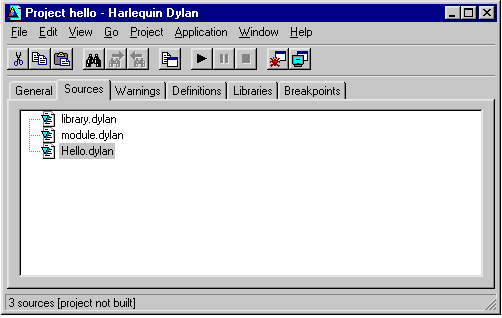 Project hello - Harlequin Dylan
File Edit View Go Project Application Window Help
General Sources Warnings Definitions Libraries Breakpoints
library.dylan
module.dylan
Hello.dylan
3 sources [project not built]